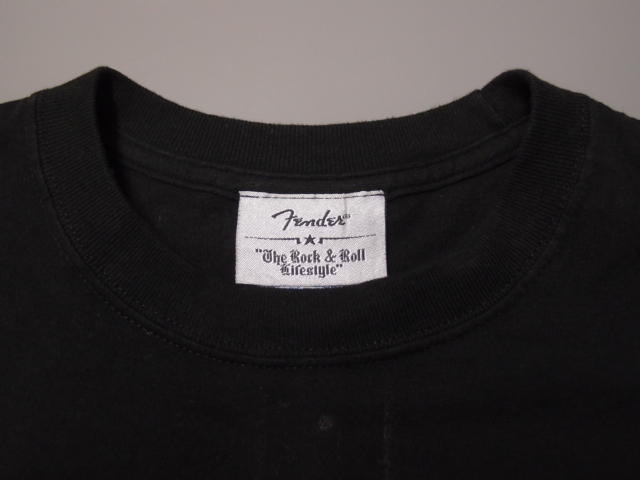 Fender®
"The Rock & Roll
Lifestyle"